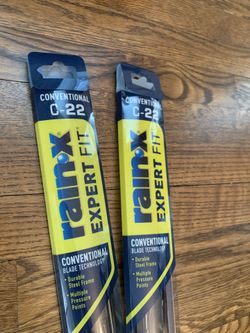 CONVENTIONAL
C-22
rain-x
EXPERT FIT
CONVENTIONAL
BLADE TECHNOLOGY
• Durable
Steel Frame
• Multiple
Pressure
Points
CONVENTIONAL
C-22
rain-x
EXPERT FIT
CONVENTIONAL
BLADE TECHNOLOGY
• Durable
Steel Frame
• Multiple
Pressure
Points